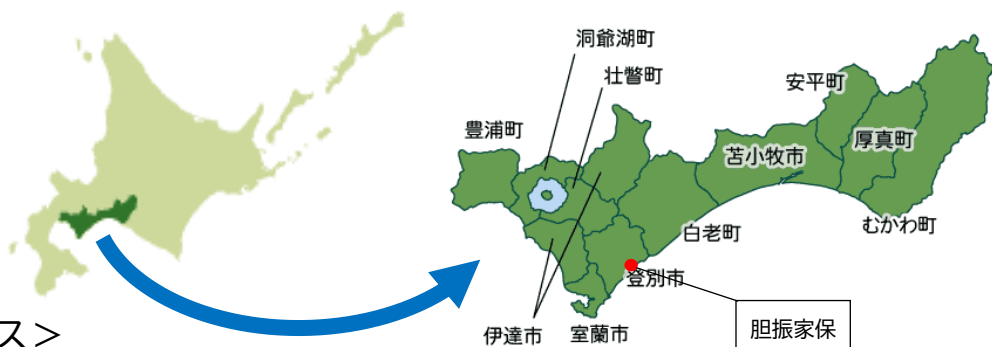 洞爺湖町
壮瞥町
安平町
豊浦町
厚真町
苫小牧市
むかわ町
白老町
登別市
伊達市
室蘭市
胆振家保
ス＞